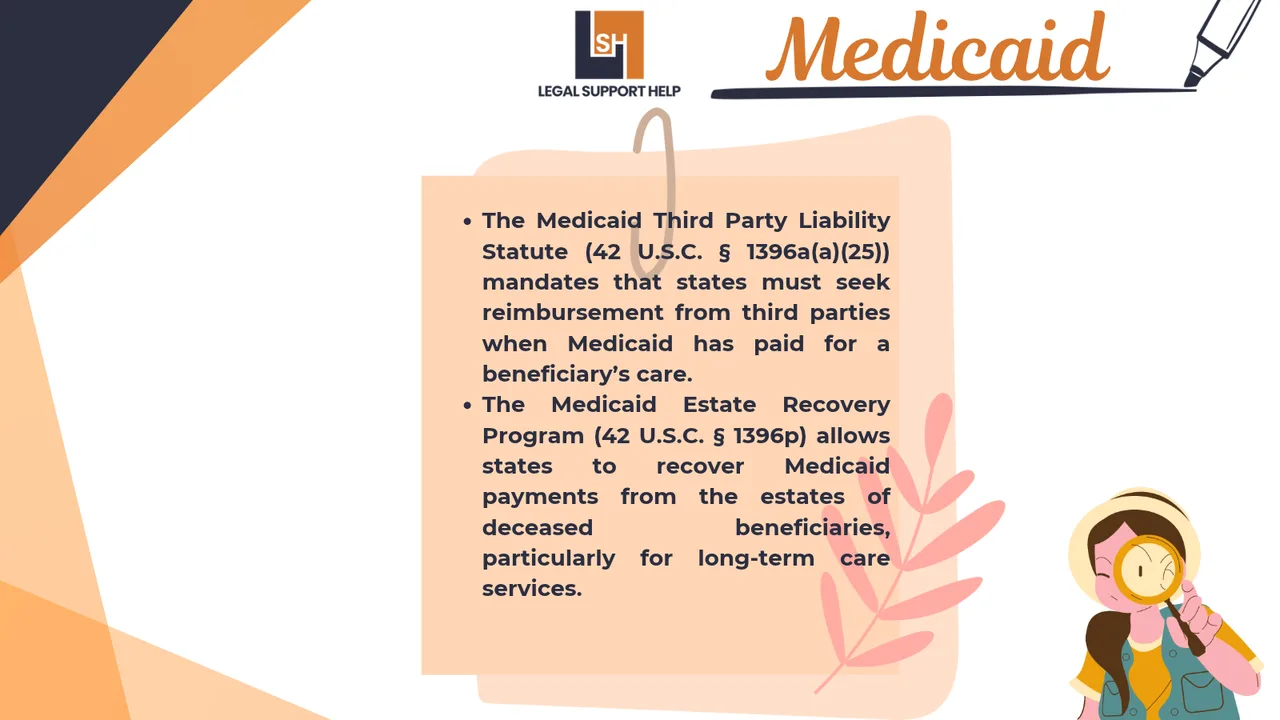 LSH
LEGAL SUPPORT HELP
Medicaid
• The Medicaid Third Party Liability
Statute (42 U.S.C. § 1396a(a)(25))
mandates that states must seek
reimbursement from third parties
when Medicaid has paid for a
beneficiary’s care.
• The Medicaid Estate Recovery
Program (42 U.S.C. § 1396p) allows
states to recover Medicaid
payments from the estates of
deceased beneficiaries,
particularly for long-term care
services.